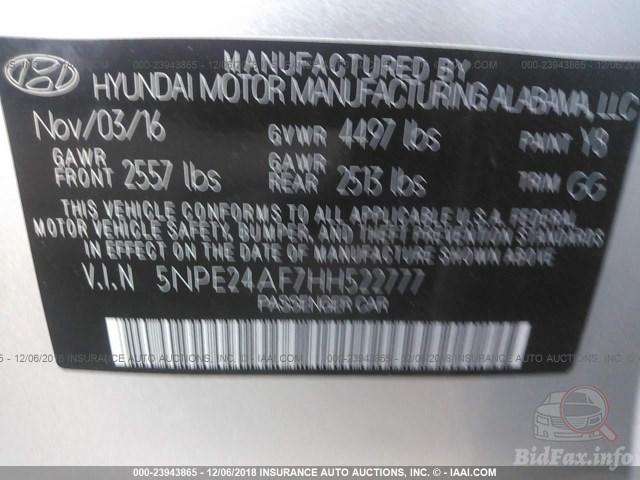 MANUFACTURED BY
HYUNDAI MOTOR MANUFACTURING ALABAMA, LLC
Nov/03/16 GVWR 4497 lbs PAINT Y8
GAWR FRONT 2557 lbs GAWR REAR 2513 lbs TRIM GG
THIS VEHICLE CONFORMS TO ALL APPLICABLE U.S.A. FEDERAL
MOTOR VEHICLE SAFETY, BUMPER, AND THEFT PREVENTION STANDARDS
IN EFFECT ON THE DATE OF MANUFACTURE SHOWN ABOVE
V.I.N 5NPE24AF7HH522777
PASSENGER CAR
000-23943865 - 12/06/2018 INSURANCE AUTO AUCTIONS, INC. - © IAAI.COM
BidFax.info